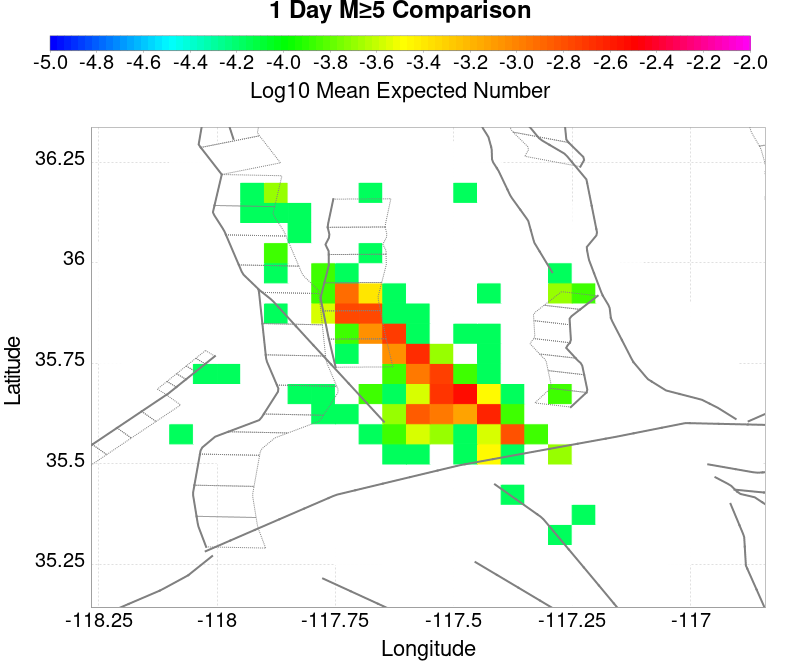 1 Day M≥5 Comparison
-5.0 -4.8 -4.6 -4.4 -4.2 -4.0 -3.8 -3.6 -3.4 -3.2 -3.0 -2.8 -2.6 -2.4 -2.2 -2.0
Log10 Mean Expected Number
36.25
36
35.75
35.5
35.25
Latitude
-118.25 -118 -117.75 -117.5 -117.25 -117
Longitude